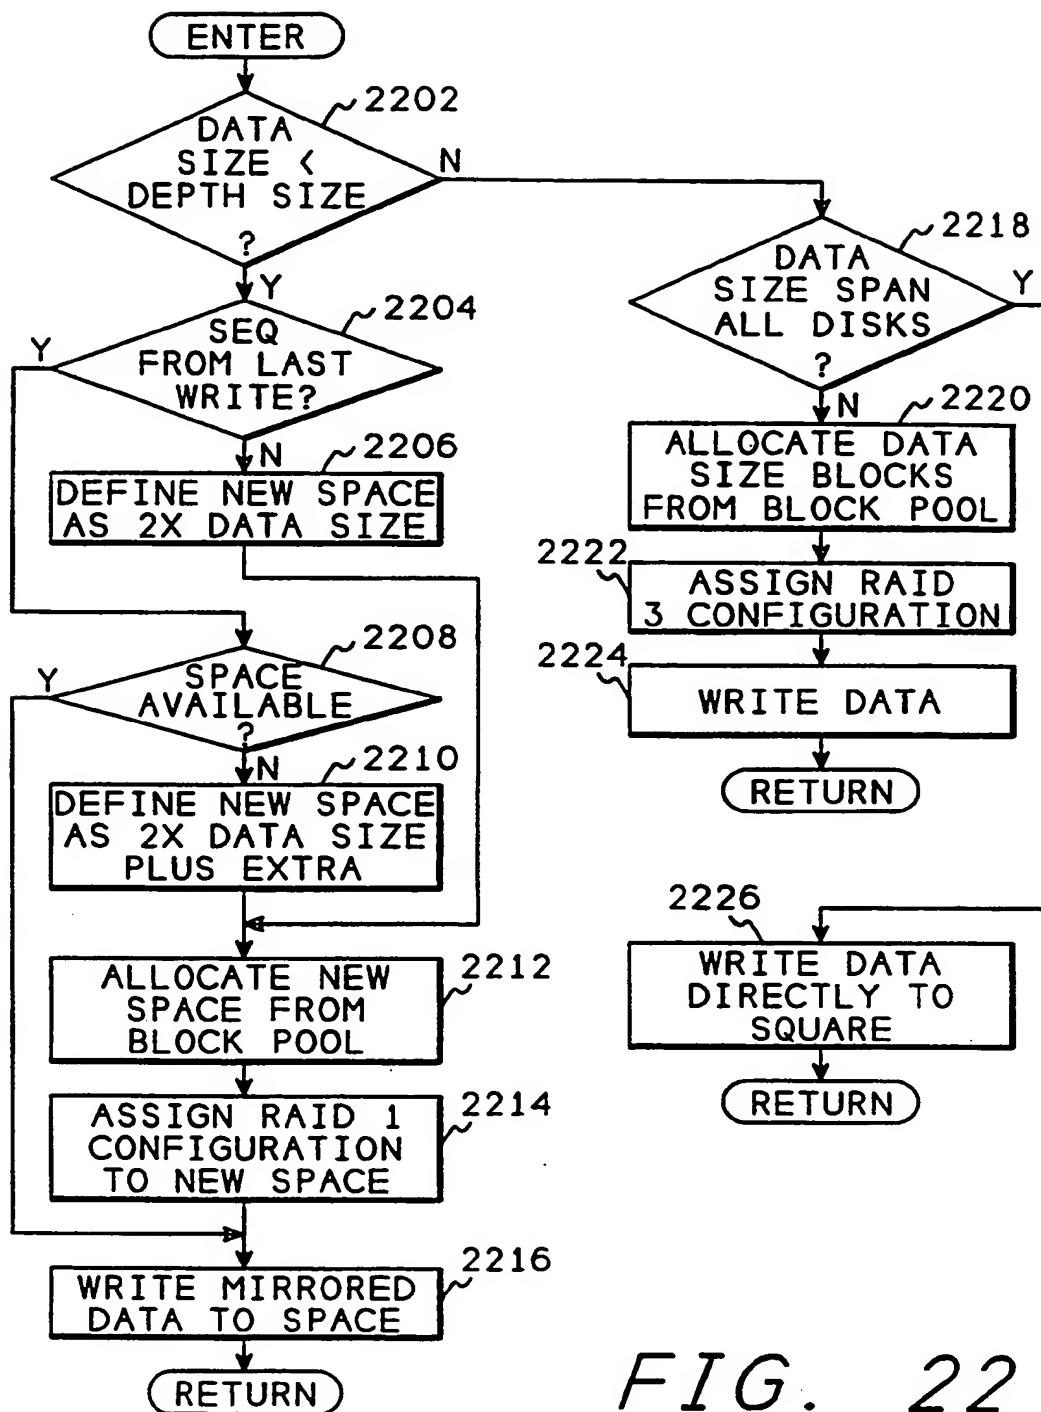 ENTER
2202
DATA
SIZE <
DEPTH SIZE
?
N
Y
2204
SEQ
FROM LAST
WRITE?
Y
N
2206
DEFINE NEW SPACE
AS 2X DATA SIZE
2208
SPACE
AVAILABLE
?
Y
N
2210
DEFINE NEW SPACE
AS 2X DATA SIZE
PLUS EXTRA
2212
ALLOCATE NEW
SPACE FROM
BLOCK POOL
2214
ASSIGN RAID 1
CONFIGURATION
TO NEW SPACE
2216
WRITE MIRRORED
DATA TO SPACE
RETURN
2218
DATA
SIZE SPAN
ALL DISKS
?
Y
N
2220
ALLOCATE DATA
SIZE BLOCKS
FROM BLOCK POOL
2222
ASSIGN RAID
3 CONFIGURATION
2224
WRITE DATA
RETURN
2226
WRITE DATA
DIRECTLY TO
SQUARE
RETURN
FIG. 22